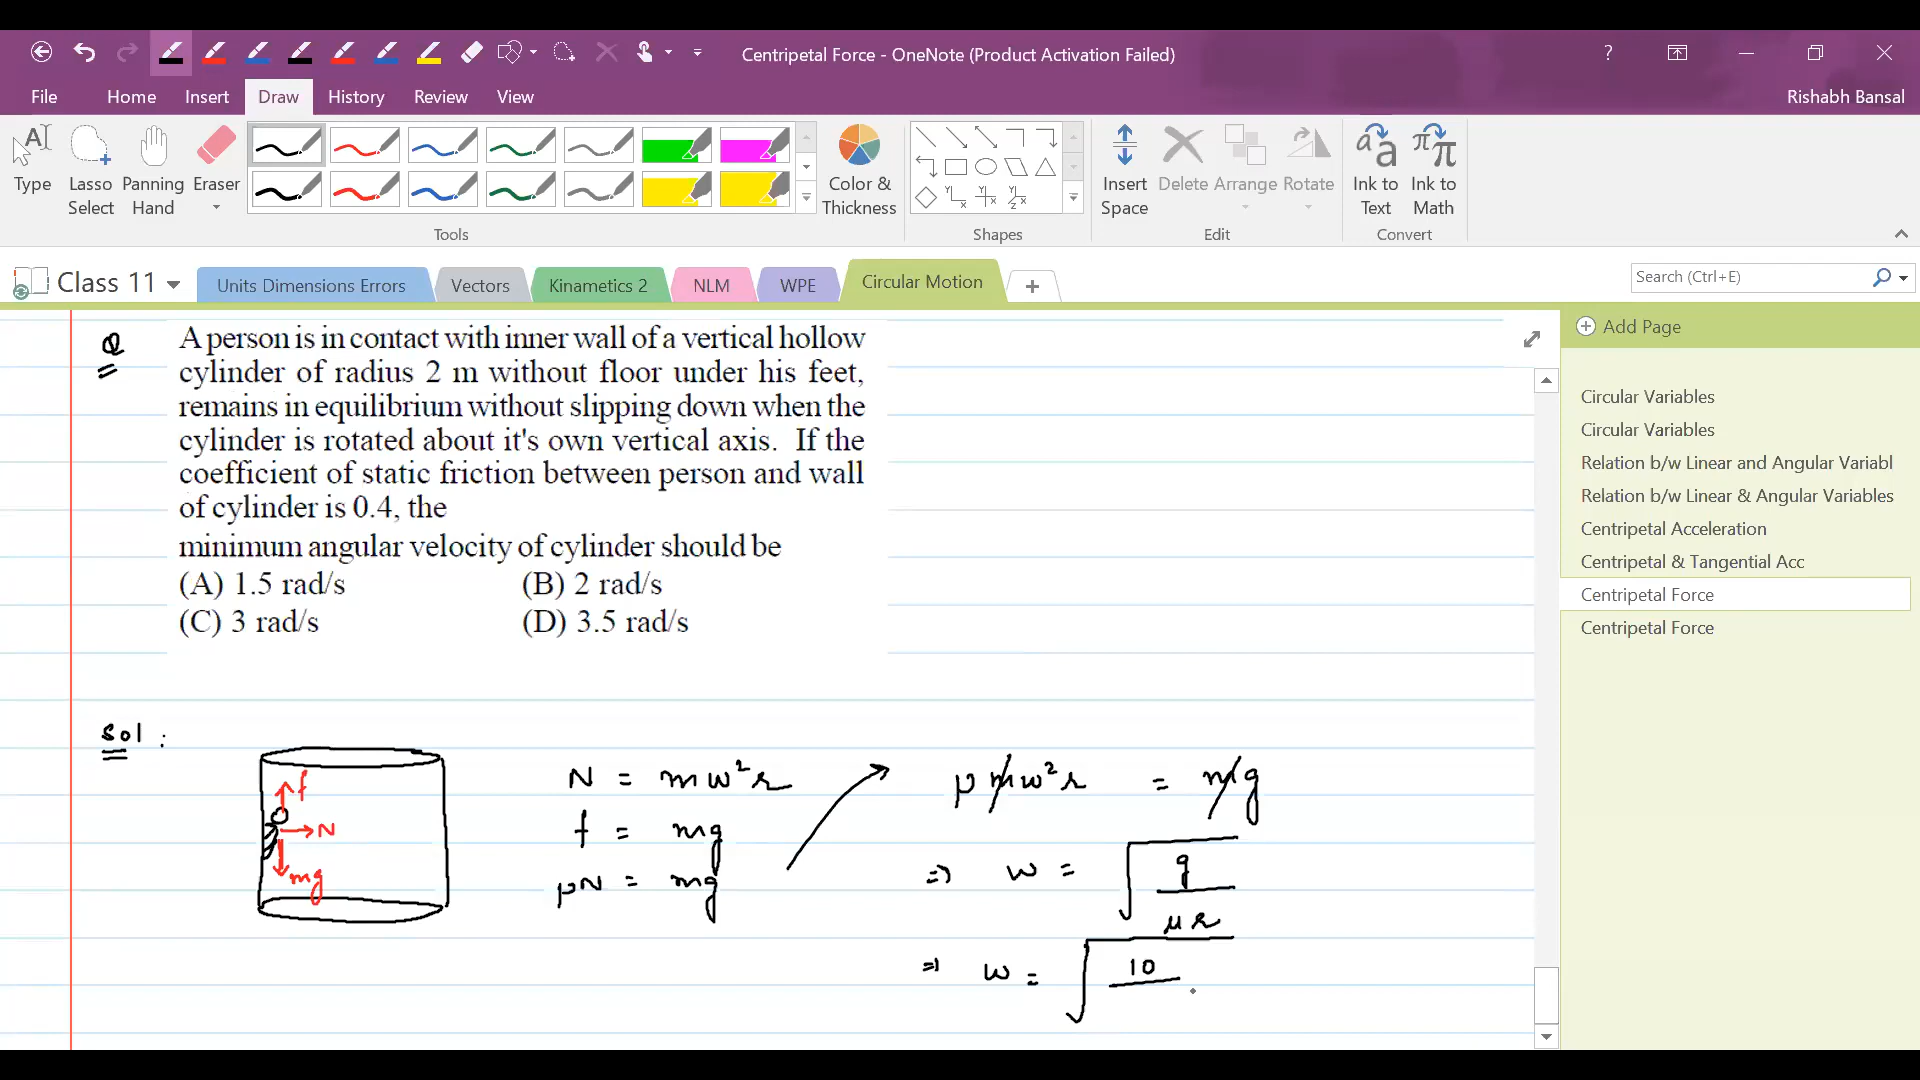 Centripetal Force - OneNote (Product Activation Failed)
?
File Home Insert Draw History Review View
Rishabh Bansal
Type
Lasso Select
Panning Hand
Eraser
Color & Thickness
Insert Space
Delete
Arrange
Rotate
Ink to Text
Ink to Math
Tools
Shapes
Edit
Convert
Class 11
Units Dimensions Errors
Vectors
Kinametics 2
NLM
WPE
Circular Motion
Search (Ctrl+E)
Q
A person is in contact with inner wall of a vertical hollow
cylinder of radius 2 m without floor under his feet,
remains in equilibrium without slipping down when the
cylinder is rotated about it's own vertical axis. If the
coefficient of static friction between person and wall
of cylinder is 0.4, the
minimum angular velocity of cylinder should be
(A) 1.5 rad/s (B) 2 rad/s
(C) 3 rad/s (D) 3.5 rad/s
Sol :
f
N
mg
N = mw²r
f = mg
μN = mg
μmw²r = mg
⇒ w = √(g/μr)
⇒ w = √(10
Add Page
Circular Variables
Circular Variables
Relation b/w Linear and Angular Variabl
Relation b/w Linear & Angular Variables
Centripetal Acceleration
Centripetal & Tangential Acc
Centripetal Force
Centripetal Force